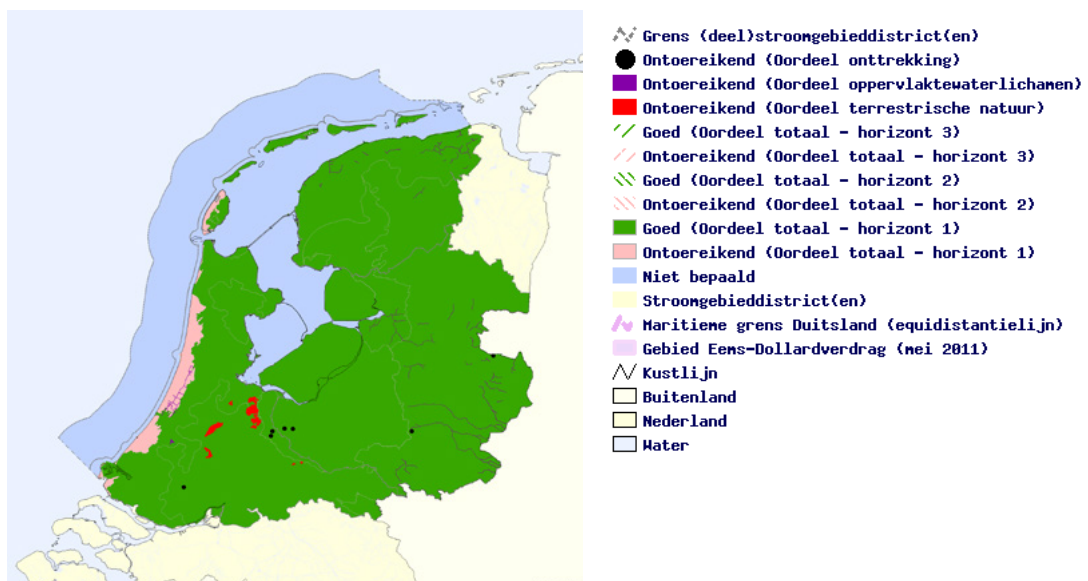 Grens (deel)stroomgebieddistrict(en)
Ontoereikend (Oordeel onttrekking)
Ontoereikend (Oordeel oppervlaktewaterlichamen)
Ontoereikend (Oordeel terrestrische natuur)
Goed (Oordeel totaal - horizont 3)
Ontoereikend (Oordeel totaal - horizont 3)
Goed (Oordeel totaal - horizont 2)
Ontoereikend (Oordeel totaal - horizont 2)
Goed (Oordeel totaal - horizont 1)
Ontoereikend (Oordeel totaal - horizont 1)
Niet bepaald
Stroomgebieddistrict(en)
Maritieme grens Duitsland (equidistantielijn)
Gebied Eems-Dollardverdrag (mei 2011)
Kustlijn
Buitenland
Nederland
Water